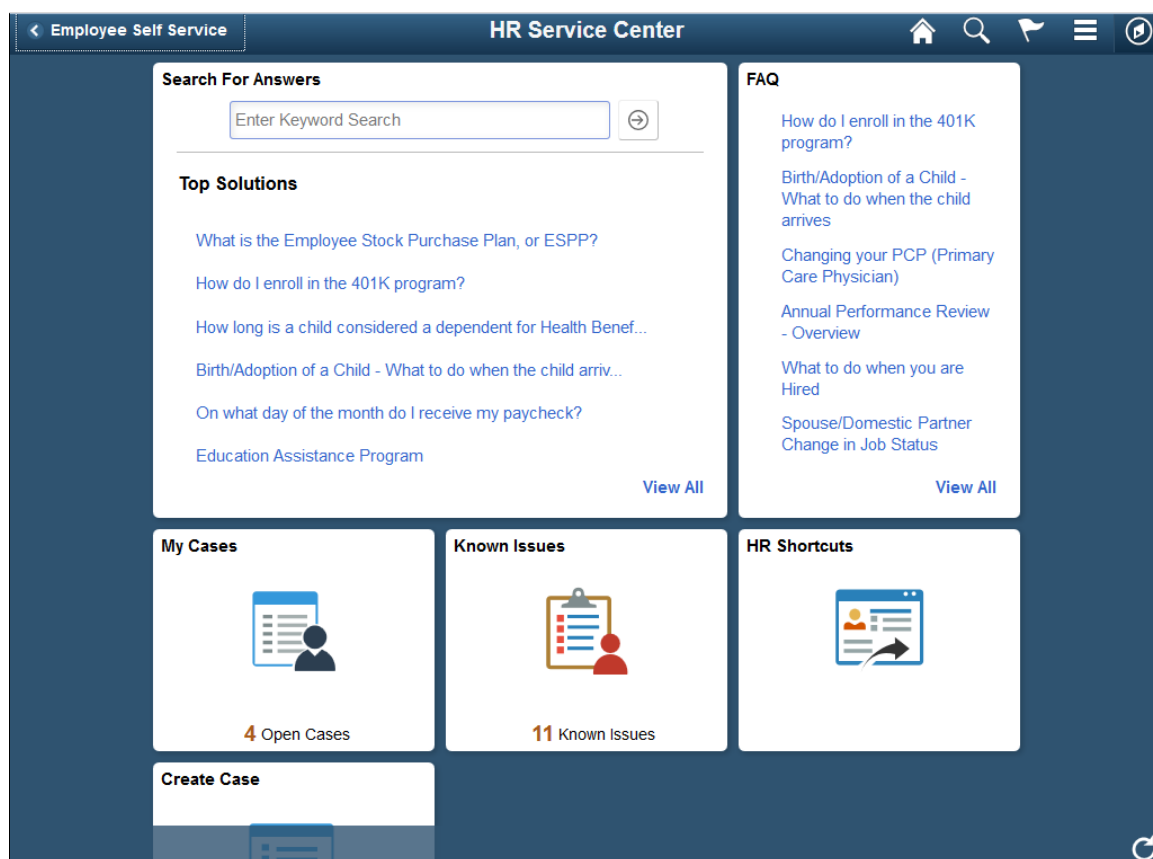 Employee Self Service
HR Service Center
Search For Answers
Enter Keyword Search
Top Solutions
What is the Employee Stock Purchase Plan, or ESPP?
How do I enroll in the 401K program?
How long is a child considered a dependent for Health Benef...
Birth/Adoption of a Child - What to do when the child arriv...
On what day of the month do I receive my paycheck?
Education Assistance Program
View All
FAQ
How do I enroll in the 401K
program?
Birth/Adoption of a Child -
What to do when the child
arrives
Changing your PCP (Primary
Care Physician)
Annual Performance Review
- Overview
What to do when you are
Hired
Spouse/Domestic Partner
Change in Job Status
View All
My Cases
4 Open Cases
Known Issues
11 Known Issues
HR Shortcuts
Create Case